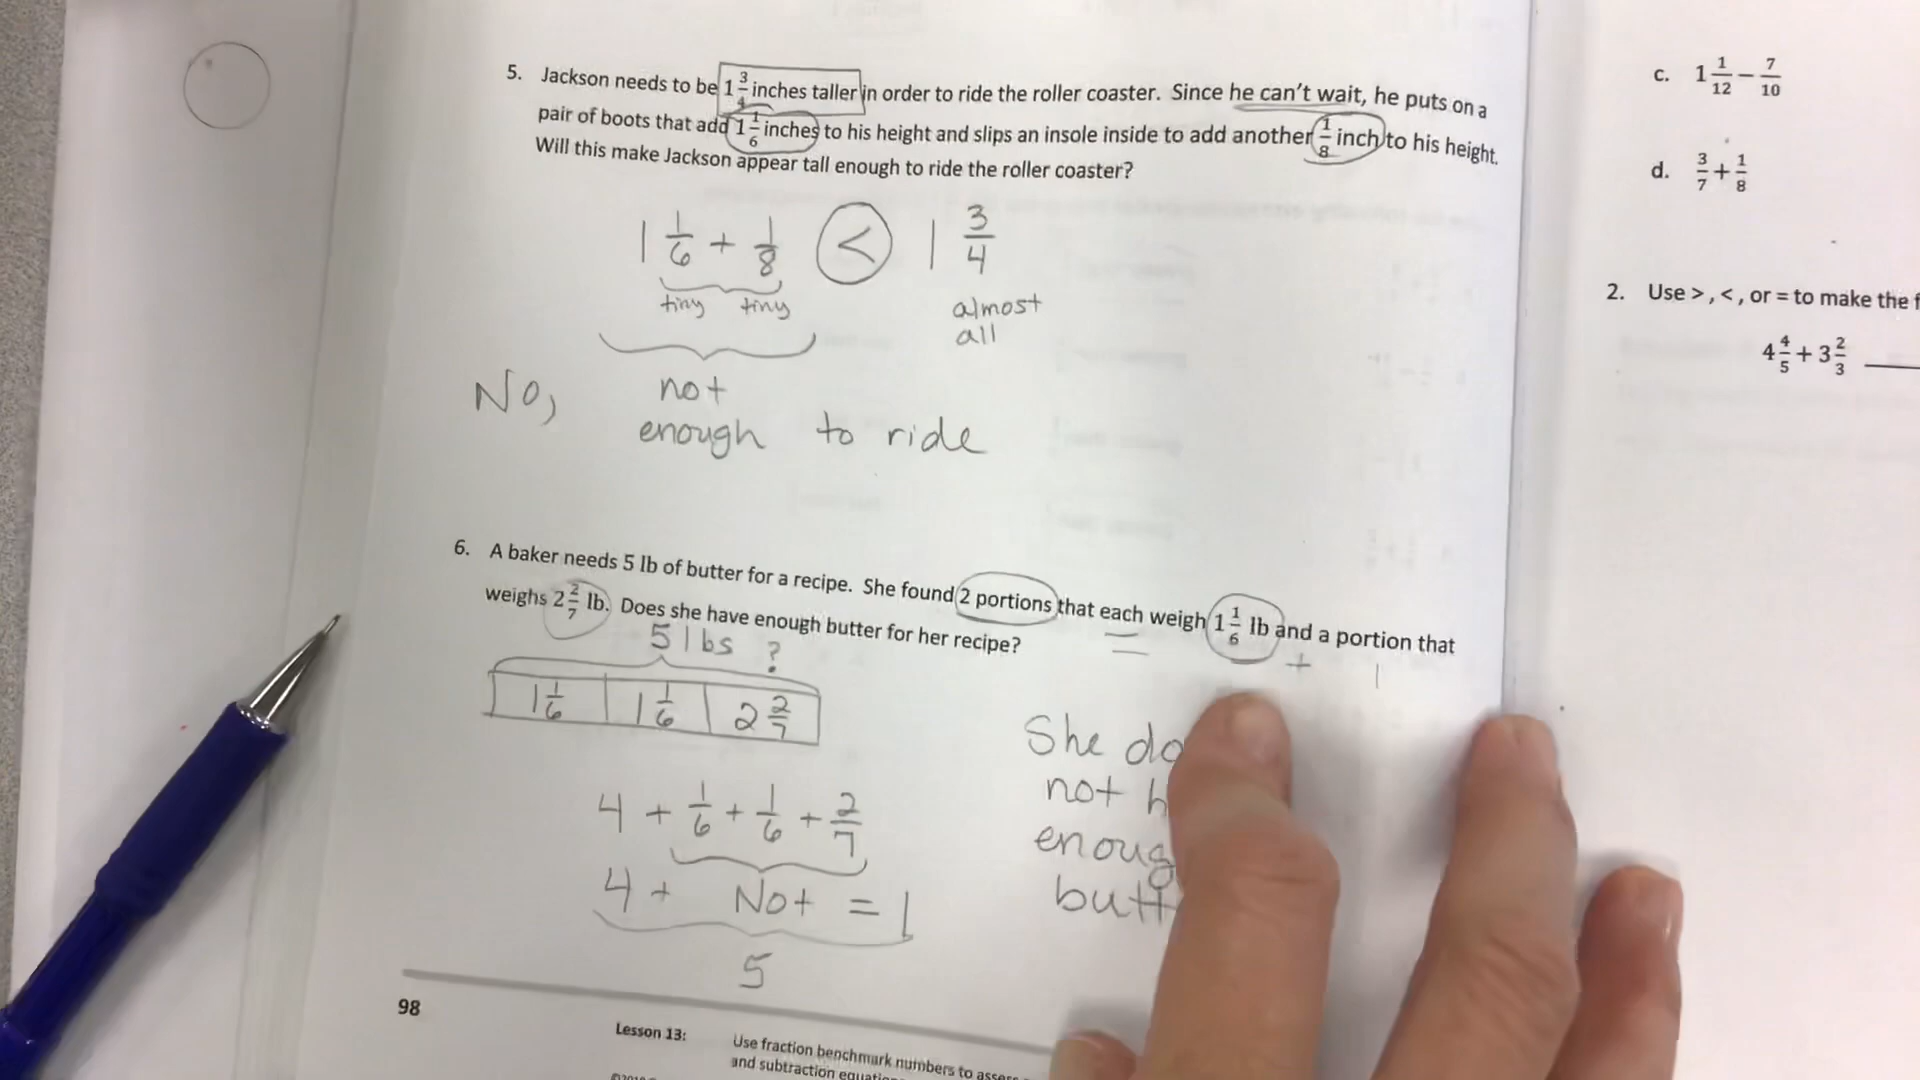 5. Jackson needs to be 1 3/4 inches taller in order to ride the roller coaster. Since he can't wait, he puts on a
pair of boots that add 1 1/6 inches to his height and slips an insole inside to add another 1/8 inch to his height.
Will this make Jackson appear tall enough to ride the roller coaster?
1 1/6 + 1/8 < 1 3/4
tiny tiny almost
all
No, not
enough to ride
6. A baker needs 5 lb of butter for a recipe. She found 2 portions that each weigh 1 1/6 lb and a portion that
weighs 2 2/7 lb. Does she have enough butter for her recipe?
5 lbs ?
1 1/6 1 1/6 2 2/7
4 + 1/6 + 1/6 + 2/7
4 + Not = 1
5
She do
not h
enoug
butt
98
Lesson 13:
Use fraction benchmark numbers to assess
and subtraction equatio
c. 1 1/12 − 7/10
d. 3/7 + 1/8
2. Use >, <, or = to make the f
4 4/5 + 3 2/3 ____